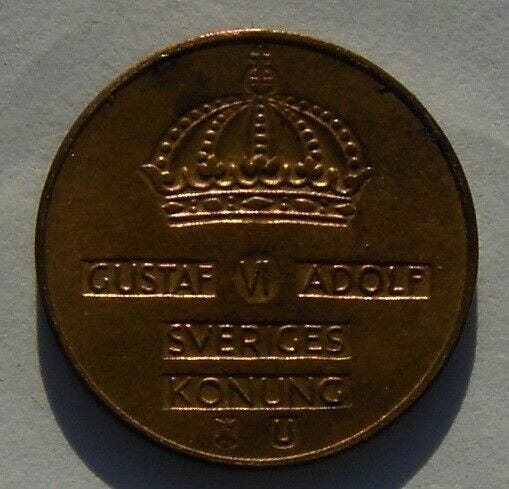 GUSTAF VI ADOLF
SVERIGES
KONUNG
U